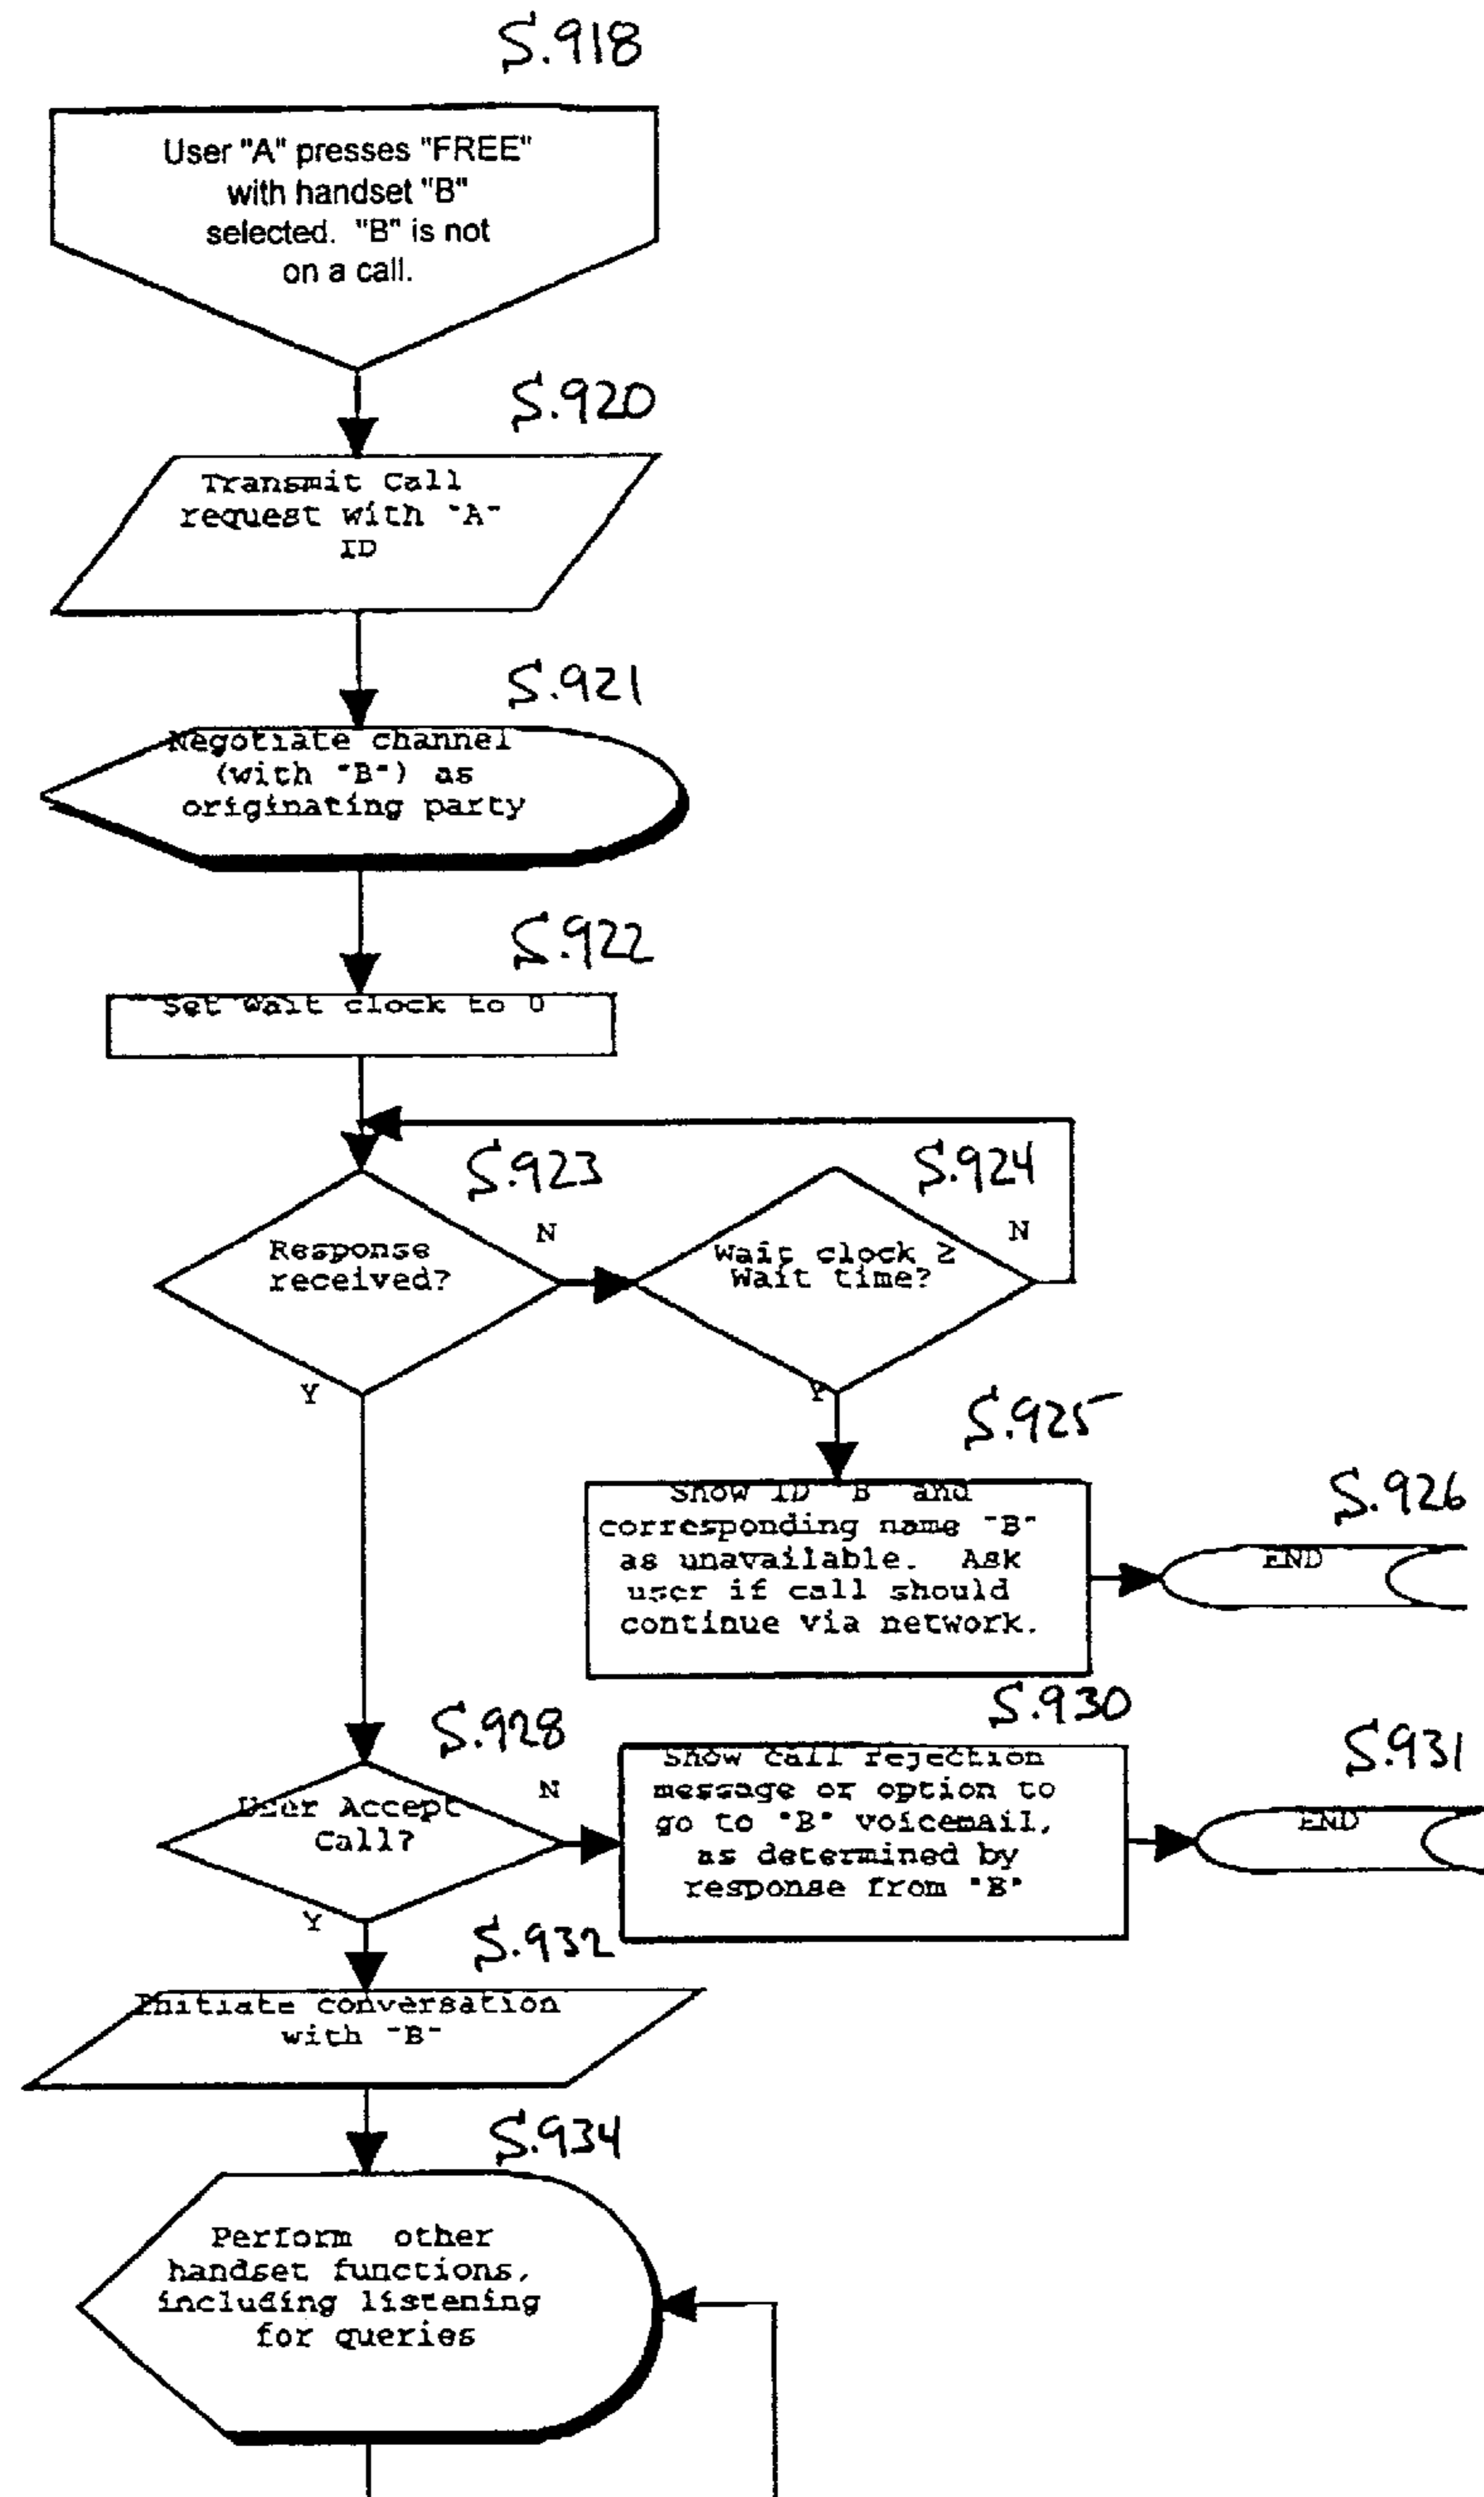 S.918
User "A" presses "FREE"
with handset "B"
selected. "B" is not
on a call.
S.920
Transmit Call
request with "A"
ID
S.921
Negotiate channel
(with "B") as
originating party
S.922
Set Wait clock to 0
S.923
S.924
N
N
Response
received?
Wait clock ≥
Wait time?
Y
Y
S.925
Show ID "B" and
corresponding name "B"
as unavailable. Ask
user if call should
continue via network.
S.926
END
S.928
N
User Accept
Call?
Y
S.930
Show call rejection
message or option to
go to "B" voicemail,
as determined by
response from "B"
S.931
END
S.932
Initiate conversation
with "B"
S.934
Perform other
handset functions,
including listening
for queries